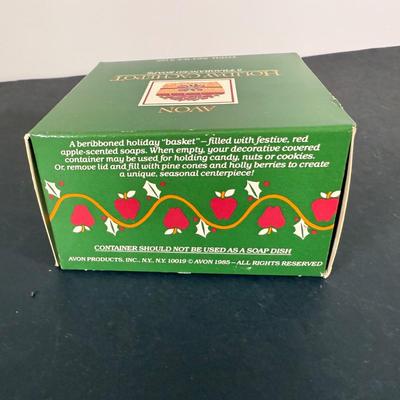 AVON
HOLIDAY CACHEPOT
A beribboned holiday "basket"—filled with festive, red
apple-scented soaps. When empty, your decorative covered
container may be used for holding candy, nuts or cookies.
Or, remove lid and fill with pine cones and holly berries to create
a unique, seasonal centerpiece!
CONTAINER SHOULD NOT BE USED AS A SOAP DISH
AVON PRODUCTS, INC., N.Y., N.Y. 10019 © AVON 1985—ALL RIGHTS RESERVED